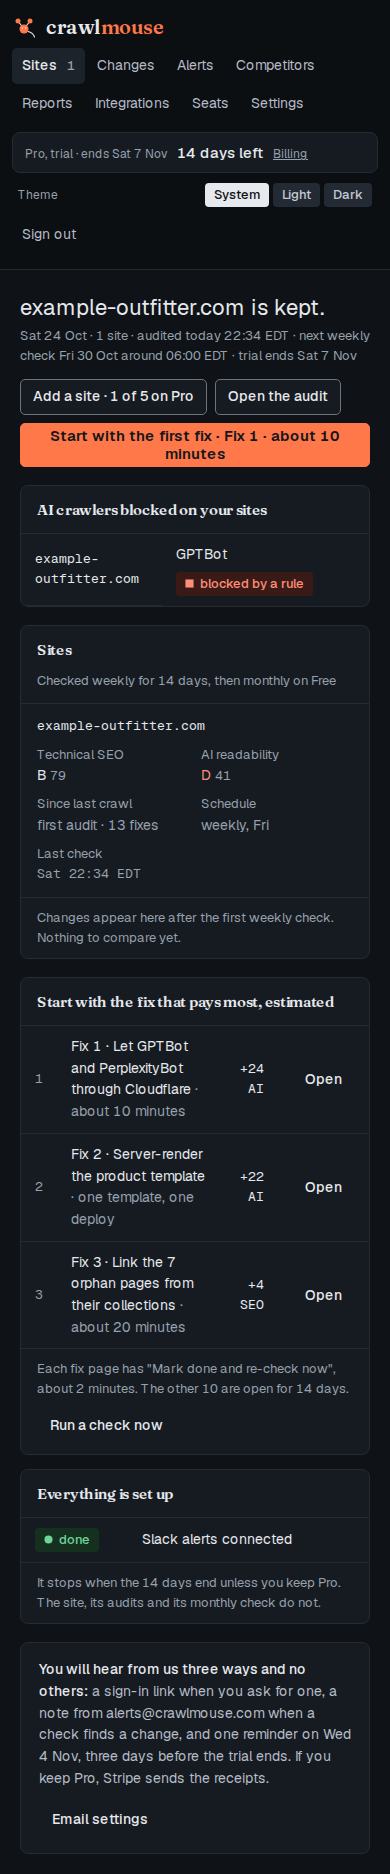 crawlmouse
Sites 1 Changes Alerts Competitors
Reports Integrations Seats Settings
Pro, trial · ends Sat 7 Nov 14 days left Billing
Theme System Light Dark
Sign out
example-outfitter.com is kept.
Sat 24 Oct · 1 site · audited today 22:34 EDT · next weekly
check Fri 30 Oct around 06:00 EDT · trial ends Sat 7 Nov
Add a site · 1 of 5 on Pro Open the audit
Start with the first fix · Fix 1 · about 10
minutes
AI crawlers blocked on your sites
example-
outfitter.com
GPTBot
blocked by a rule
Sites
Checked weekly for 14 days, then monthly on Free
example-outfitter.com
Technical SEO AI readability
B 79 D 41
Since last crawl Schedule
first audit · 13 fixes weekly, Fri
Last check
Sat 22:34 EDT
Changes appear here after the first weekly check.
Nothing to compare yet.
Start with the fix that pays most, estimated
1
Fix 1 · Let GPTBot
and PerplexityBot
through Cloudflare ·
about 10 minutes
+24
AI
Open
2
Fix 2 · Server-render
the product template
· one template, one
deploy
+22
AI
Open
3
Fix 3 · Link the 7
orphan pages from
their collections ·
about 20 minutes
+4
SEO
Open
Each fix page has "Mark done and re-check now",
about 2 minutes. The other 10 are open for 14 days.
Run a check now
Everything is set up
done Slack alerts connected
It stops when the 14 days end unless you keep Pro.
The site, its audits and its monthly check do not.
You will hear from us three ways and no
others: a sign-in link when you ask for one, a
note from alerts@crawlmouse.com when a
check finds a change, and one reminder on Wed
4 Nov, three days before the trial ends. If you
keep Pro, Stripe sends the receipts.
Email settings